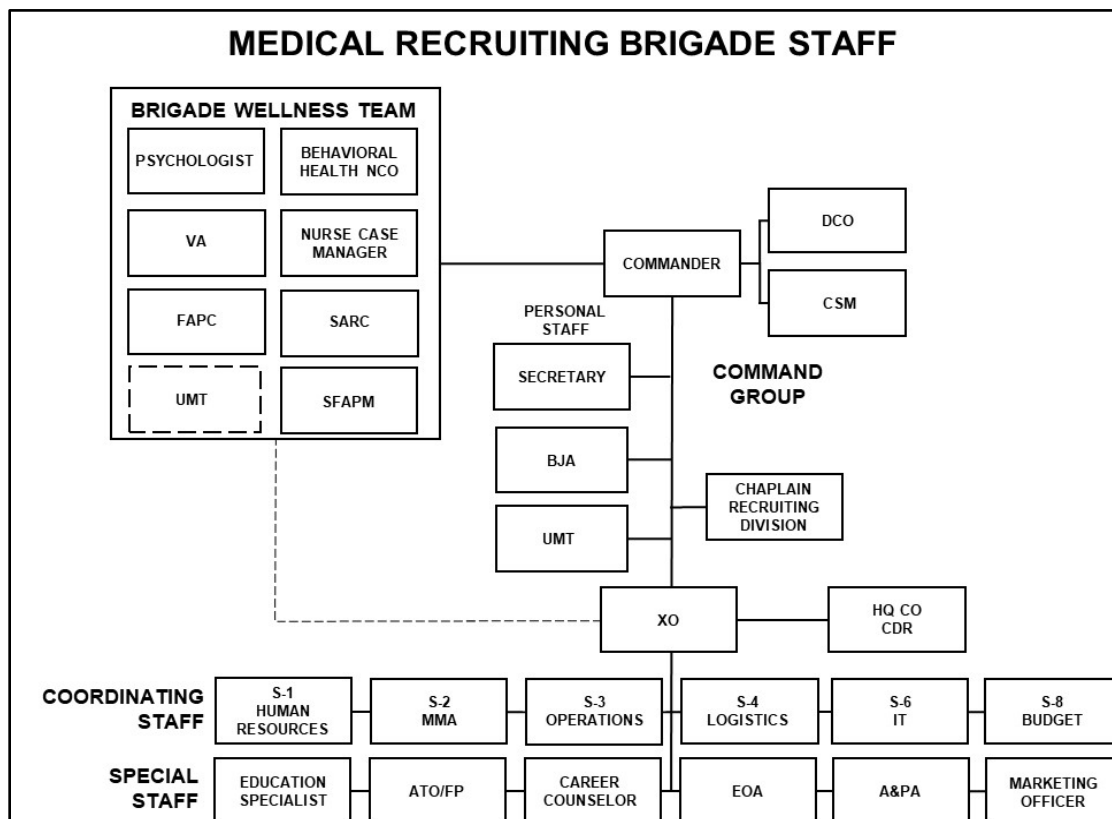 MEDICAL RECRUITING BRIGADE STAFF
BRIGADE WELLNESS TEAM
PSYCHOLOGIST
BEHAVIORAL
HEALTH NCO
VA
NURSE CASE
MANAGER
FAPC
SARC
UMT
SFAPM
COMMANDER
DCO
CSM
PERSONAL
STAFF
SECRETARY
COMMAND
GROUP
BJA
CHAPLAIN
RECRUITING
DIVISION
UMT
XO
HQ CO
CDR
COORDINATING
STAFF
S-1
HUMAN
RESOURCES
S-2
MMA
S-3
OPERATIONS
S-4
LOGISTICS
S-6
IT
S-8
BUDGET
SPECIAL
STAFF
EDUCATION
SPECIALIST
ATO/FP
CAREER
COUNSELOR
EOA
A&PA
MARKETING
OFFICER